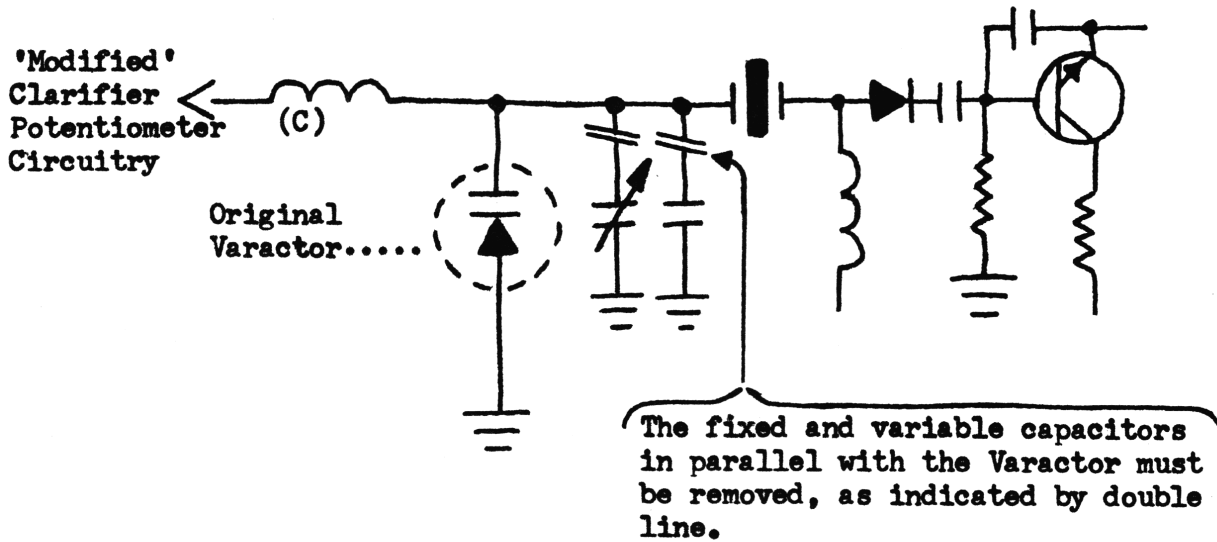 'Modified'
Clarifier
Potentiometer
Circuitry
(C)
Original
Varactor.....
The fixed and variable capacitors
in parallel with the Varactor must
be removed, as indicated by double
line.